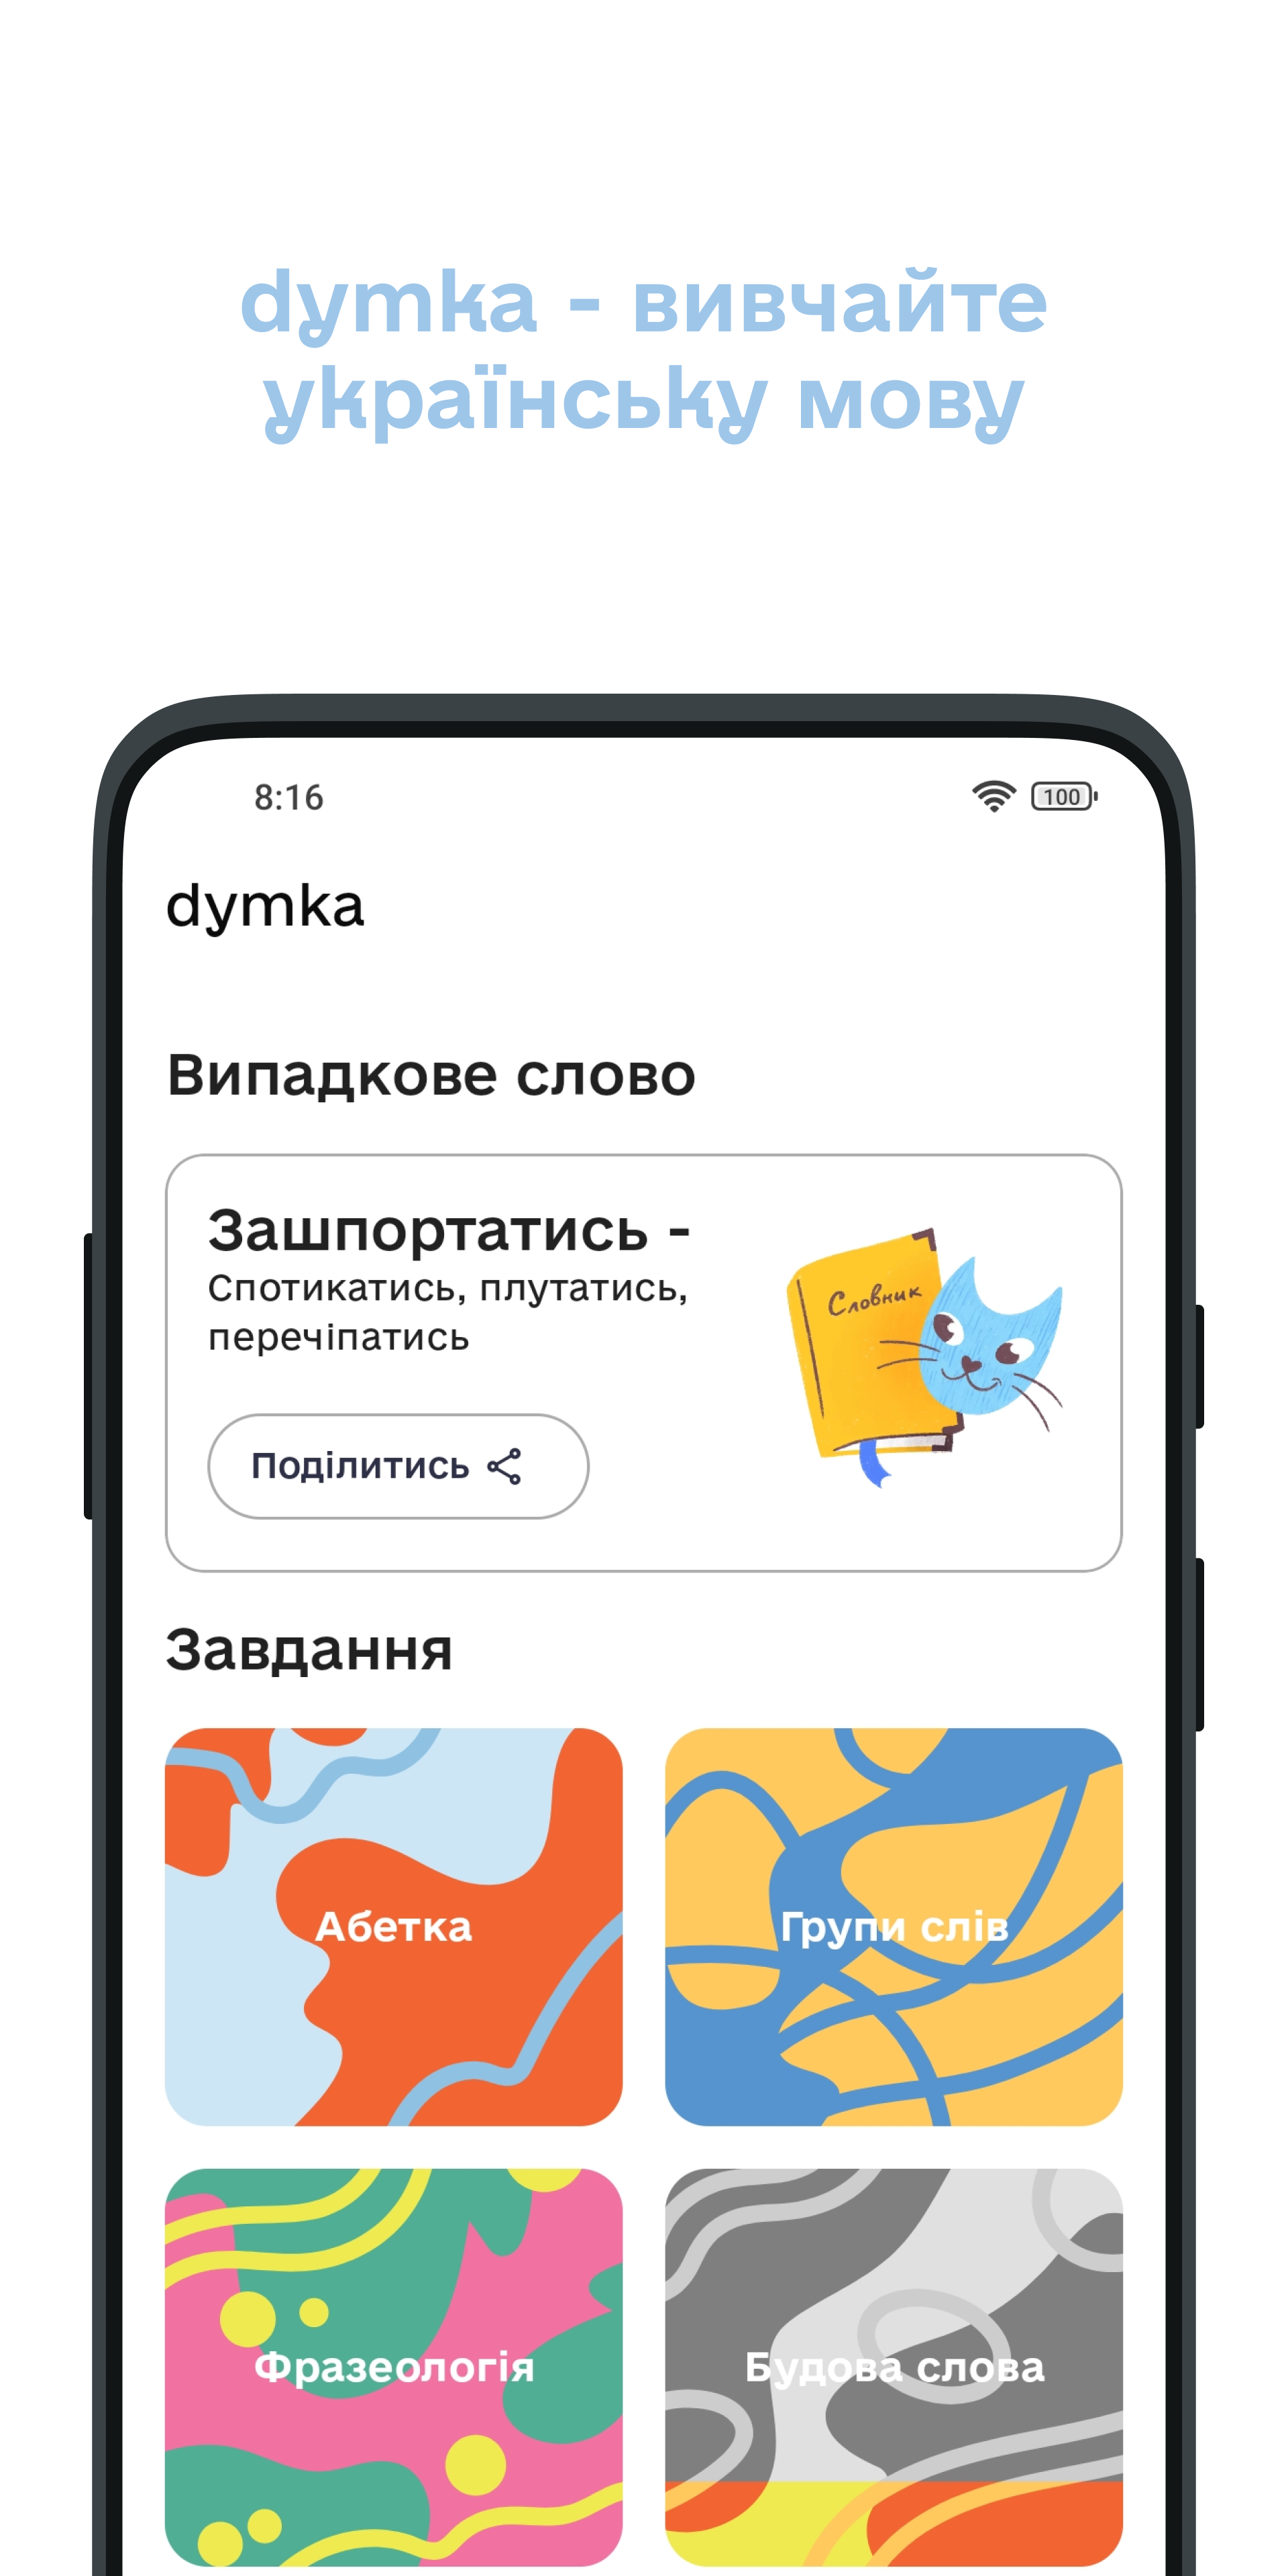 dymka - вивчайте
українську мову
8:16
100
dymka
Випадкове слово
Зашпортатись -
Спотикатись, плутатись,
перечіпатись
Словник
Поділитись
Завдання
Абетка
Групи слів
Фразеологія
Будова слова